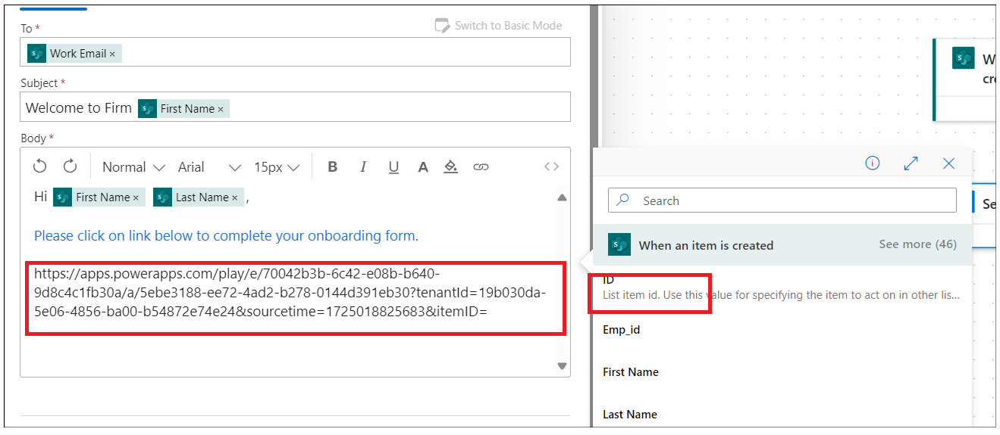 To *
Switch to Basic Mode
Work Email ×
Subject *
Welcome to Firm First Name ×
Body *
Normal Arial 15px B I U A
Hi First Name × Last Name × ,
Please click on link below to complete your onboarding form.
https://apps.powerapps.com/play/e/70042b3b-6c42-e08b-b640-
9d8c4c1fb30a/a/5ebe3188-ee72-4ad2-b278-0144d391eb30?tenantId=19b030da-
5e06-4856-ba00-b54872e74e24&sourcetime=1725018825683&itemID=
Search
When an item is created See more (46)
ID
List item id. Use this value for specifying the item to act on in other lis...
Emp_id
First Name
Last Name
W
cre
Se